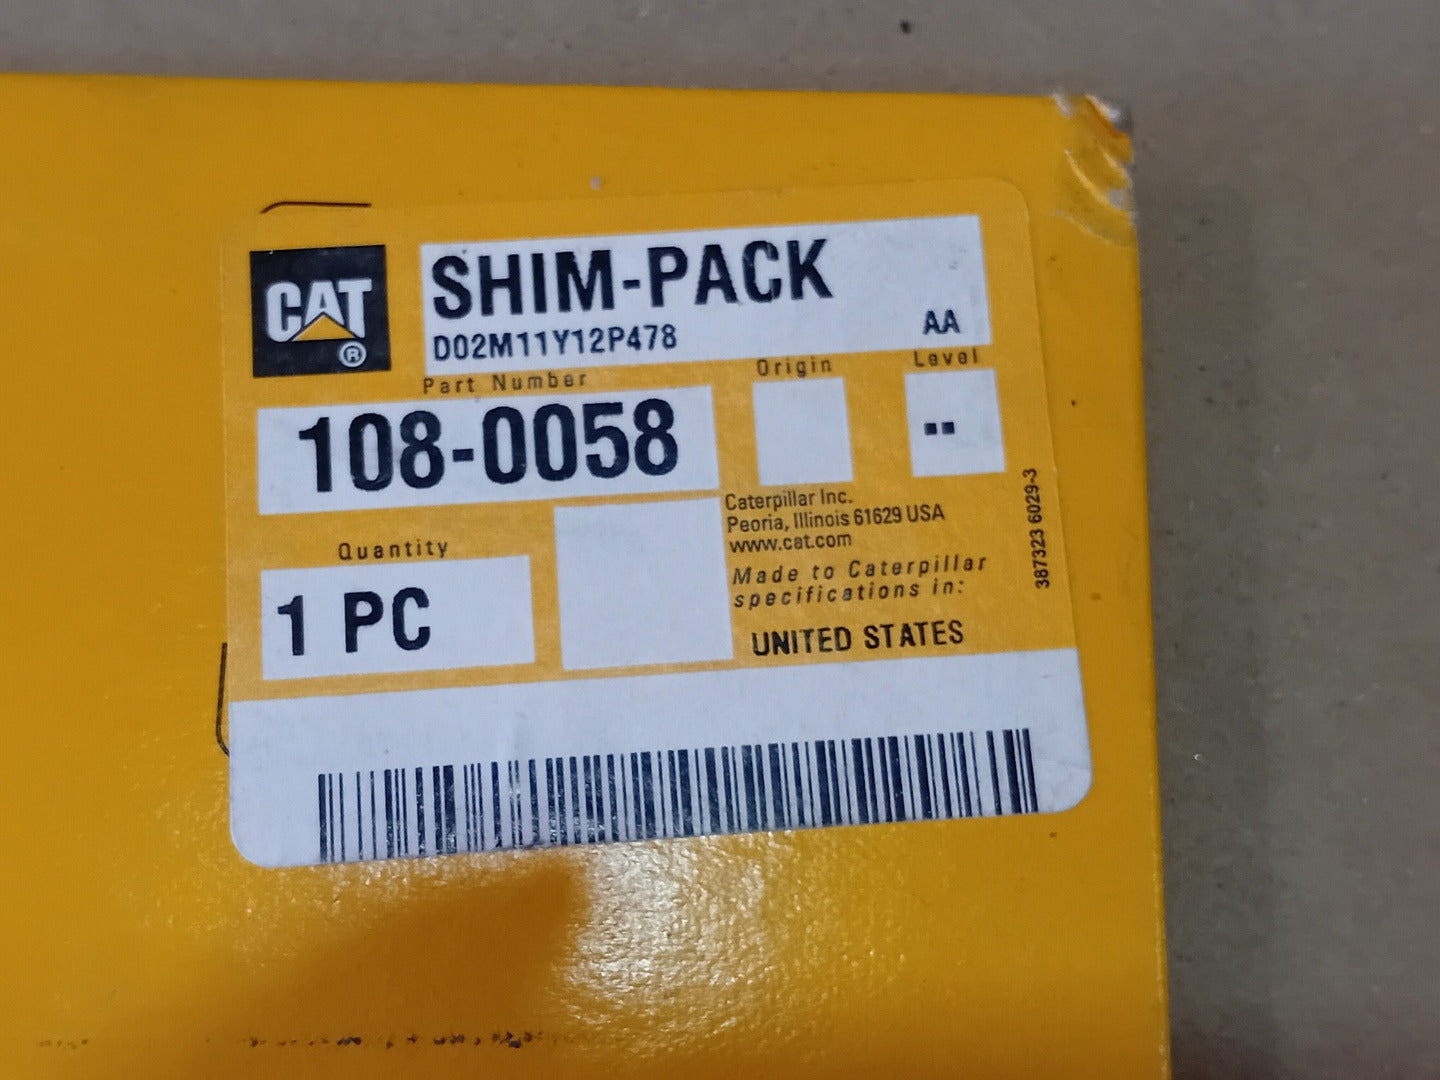 CAT
®
SHIM-PACK
D02M11Y12P478
AA
Part Number
Origin
Level
108-0058
--
Caterpillar Inc.
Peoria, Illinois 61629 USA
www.cat.com
Quantity
1 PC
Made to Caterpillar
specifications in:
UNITED STATES
387323 6029-3